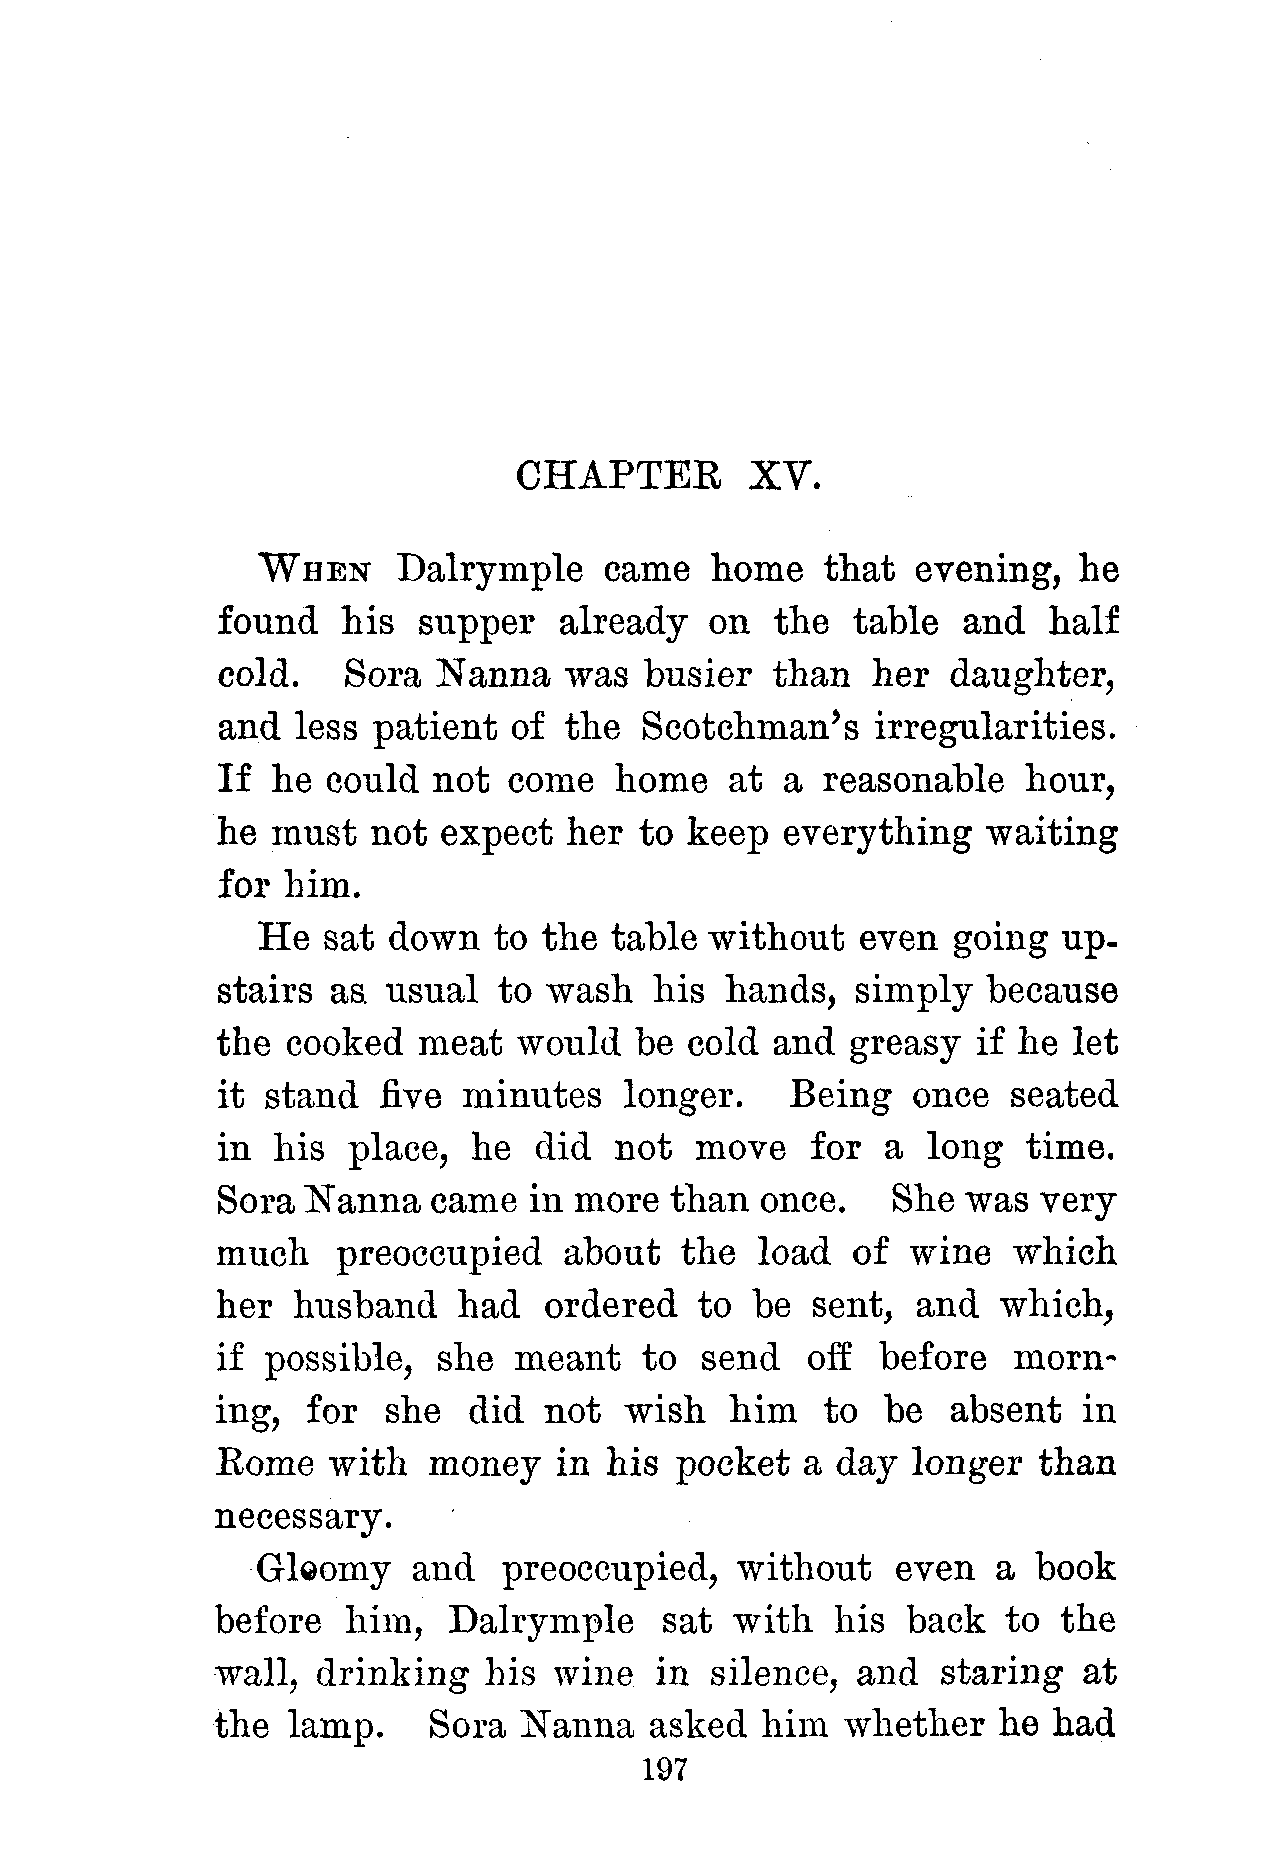 CHAPTER XV.
WHEN Dalrymple came home that evening, he
found his supper already on the table and half
cold. Sora Nanna was busier than her daughter,
and less patient of the Scotchman's irregularities.
If he could not come home at a reasonable hour,
he must not expect her to keep everything waiting
for him.
He sat down to the table without even going up-
stairs as usual to wash his hands, simply because
the cooked meat would be cold and greasy if he let
it stand five minutes longer. Being once seated
in his place, he did not move for a long time.
Sora Nanna came in more than once. She was very
much preoccupied about the load of wine which
her husband had ordered to be sent, and which,
if possible, she meant to send off before morn-
ing, for she did not wish him to be absent in
Rome with money in his pocket a day longer than
necessary.
Gloomy and preoccupied, without even a book
before him, Dalrymple sat with his back to the
wall, drinking his wine in silence, and staring at
the lamp. Sora Nanna asked him whether he had
197